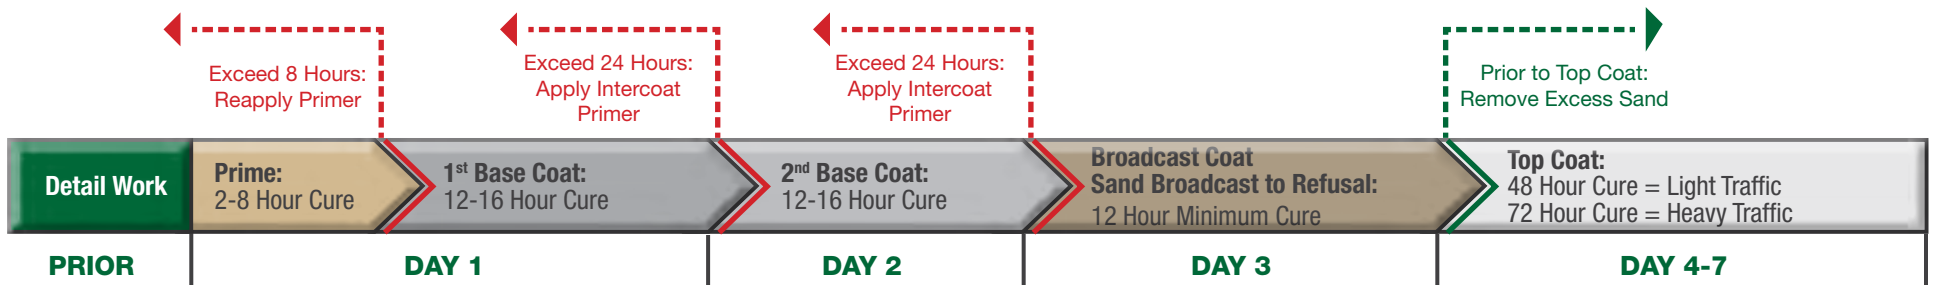 Exceed 8 Hours:
Reapply Primer
Exceed 24 Hours:
Apply Intercoat
Primer
Exceed 24 Hours:
Apply Intercoat
Primer
Prior to Top Coat:
Remove Excess Sand
Detail Work
Prime:
2-8 Hour Cure
1st Base Coat:
12-16 Hour Cure
2nd Base Coat:
12-16 Hour Cure
Broadcast Coat
Sand Broadcast to Refusal:
12 Hour Minimum Cure
Top Coat:
48 Hour Cure = Light Traffic
72 Hour Cure = Heavy Traffic
PRIOR
DAY 1
DAY 2
DAY 3
DAY 4-7